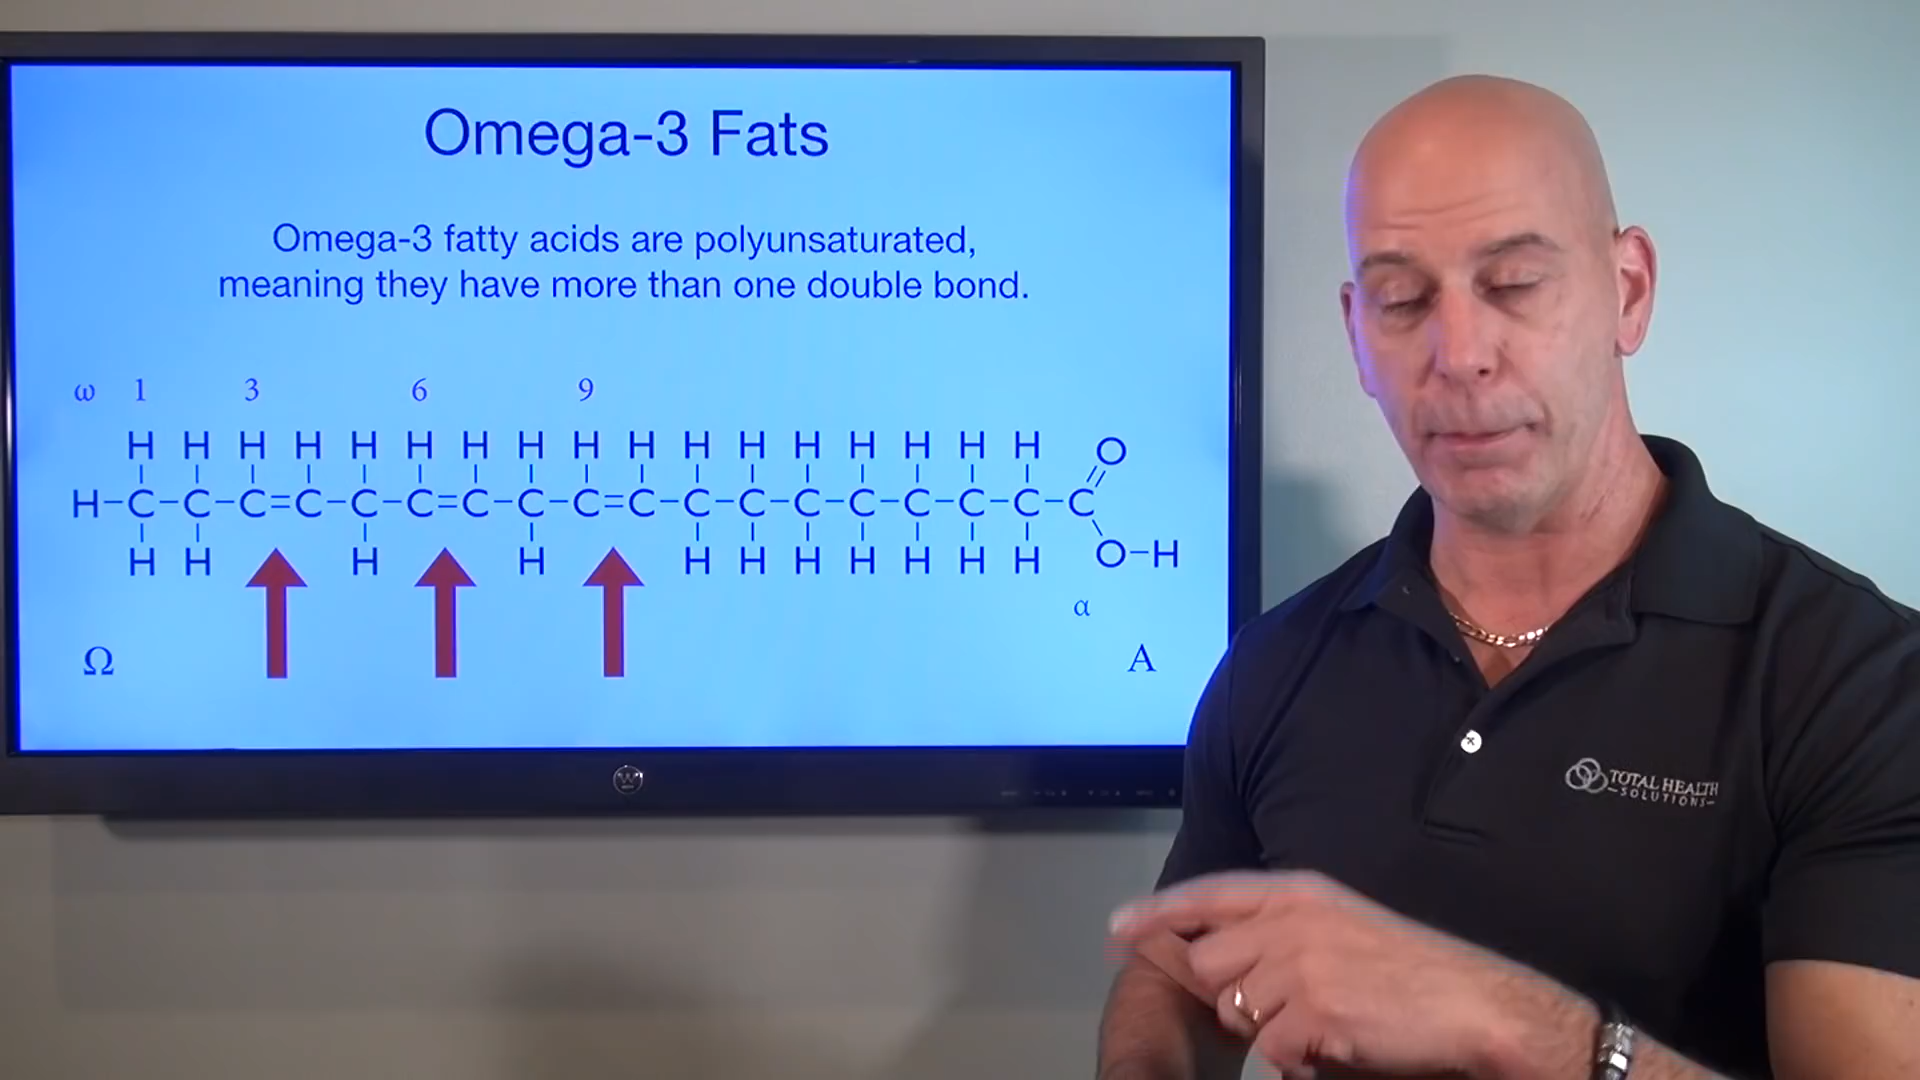 Omega-3 Fats
Omega-3 fatty acids are polyunsaturated,
meaning they have more than one double bond.
ω 1 3 6 9
H H H H H H H H H H H H H H H H H O
H–C–C–C=C–C–C=C–C–C=C–C–C–C–C–C–C–C–C
H H H H H H H H H H H O–H
α
Ω A
TOTAL HEALTH
–SOLUTIONS–
W